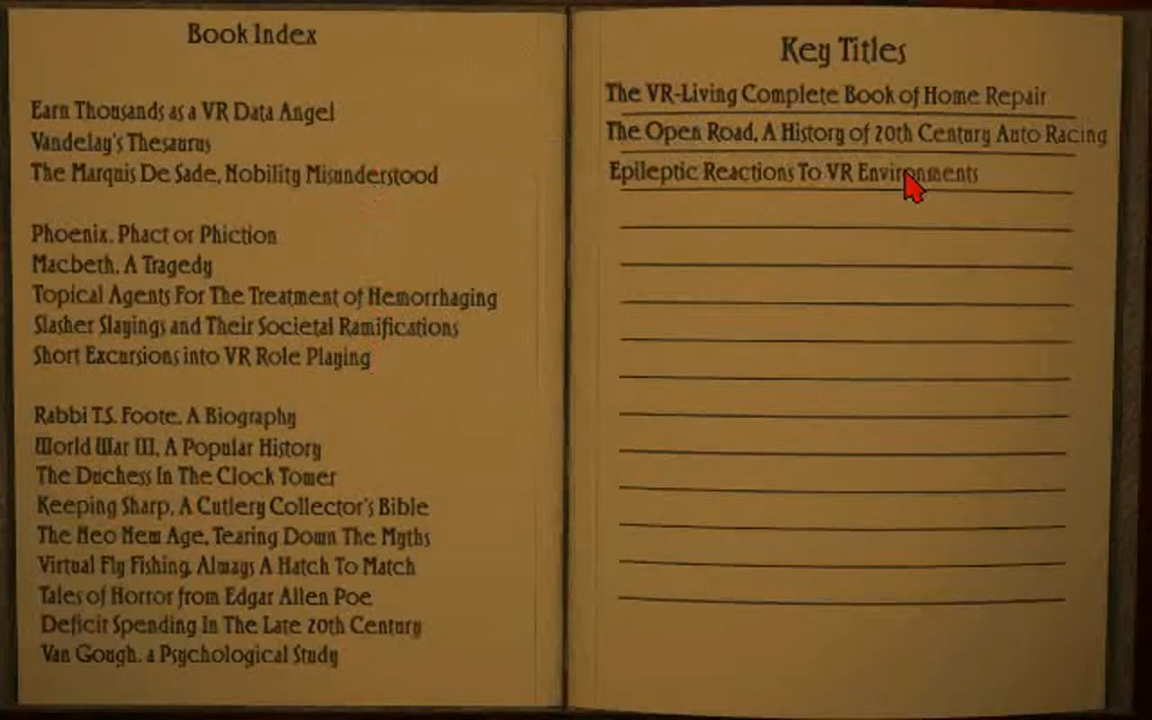 Book Index
Earn Thousands as a VR Data Angel
Vandelay's Thesaurus
The Marquis De Sade, Nobility Misunderstood
Phoenix, Phact or Phiction
Macbeth, A Tragedy
Topical Agents For The Treatment of Hemorrhaging
Slasher Slayings and Their Societal Ramifications
Short Excursions into VR Role Playing
Rabbi T.S. Foote, A Biography
World War III, A Popular History
The Duchess In The Clock Tower
Keeping Sharp, A Cutlery Collector's Bible
The Neo New Age, Tearing Down The Myths
Virtual Fly Fishing, Always A Hatch To Match
Tales of Horror from Edgar Allen Poe
Deficit Spending In The Late 20th Century
Van Gough, a Psychological Study
Key Titles
The VR-Living Complete Book of Home Repair
The Open Road, A History of 20th Century Auto Racing
Epileptic Reactions To VR Environments